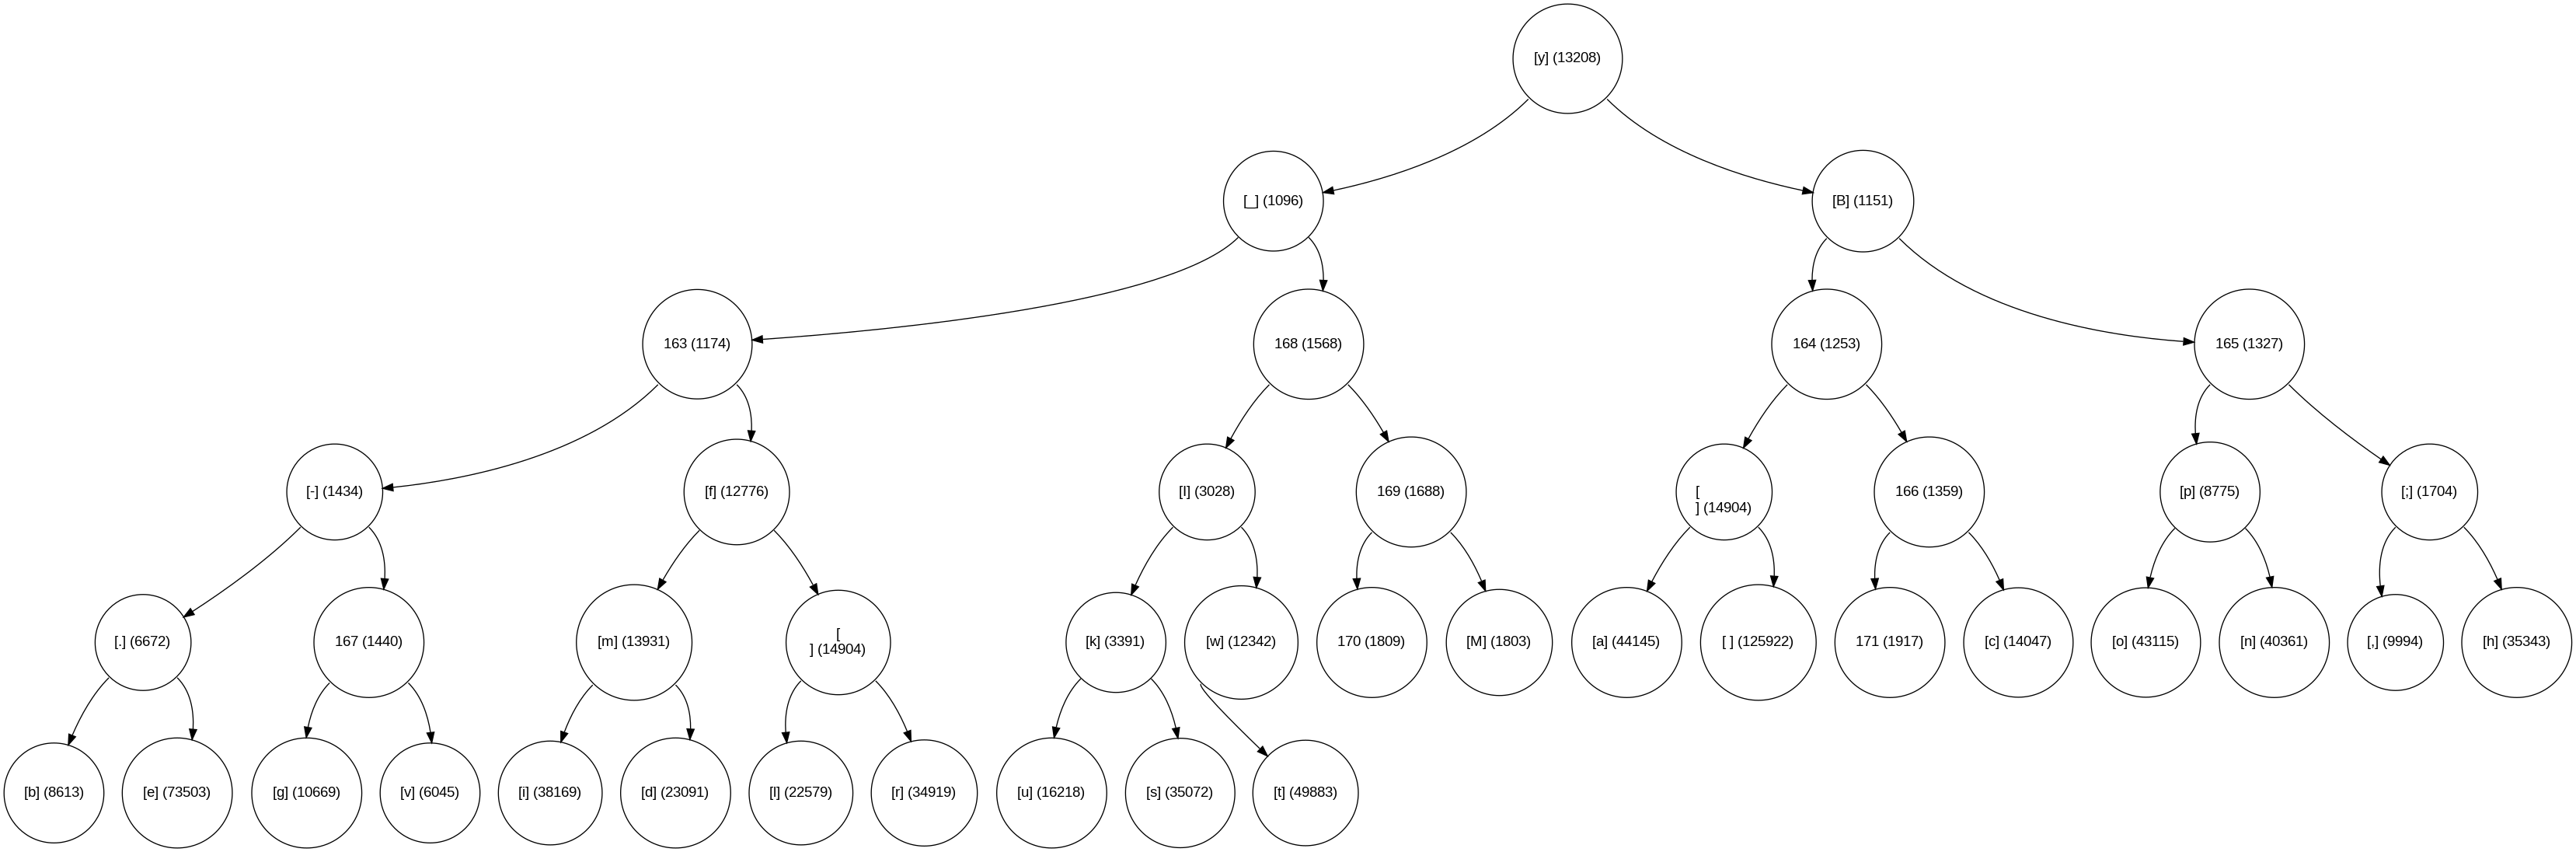 [y] (13208)
[_] (1096)
[B] (1151)
163 (1174)
168 (1568)
164 (1253)
165 (1327)
[-] (1434)
[f] (12776)
[I] (3028)
169 (1688)
[
] (14904)
166 (1359)
[p] (8775)
[;] (1704)
[.] (6672)
167 (1440)
[m] (13931)
[
] (14904)
[k] (3391)
[w] (12342)
170 (1809)
[M] (1803)
[a] (44145)
[ ] (125922)
171 (1917)
[c] (14047)
[o] (43115)
[n] (40361)
[,] (9994)
[h] (35343)
[b] (8613)
[e] (73503)
[g] (10669)
[v] (6045)
[i] (38169)
[d] (23091)
[l] (22579)
[r] (34919)
[u] (16218)
[s] (35072)
[t] (49883)